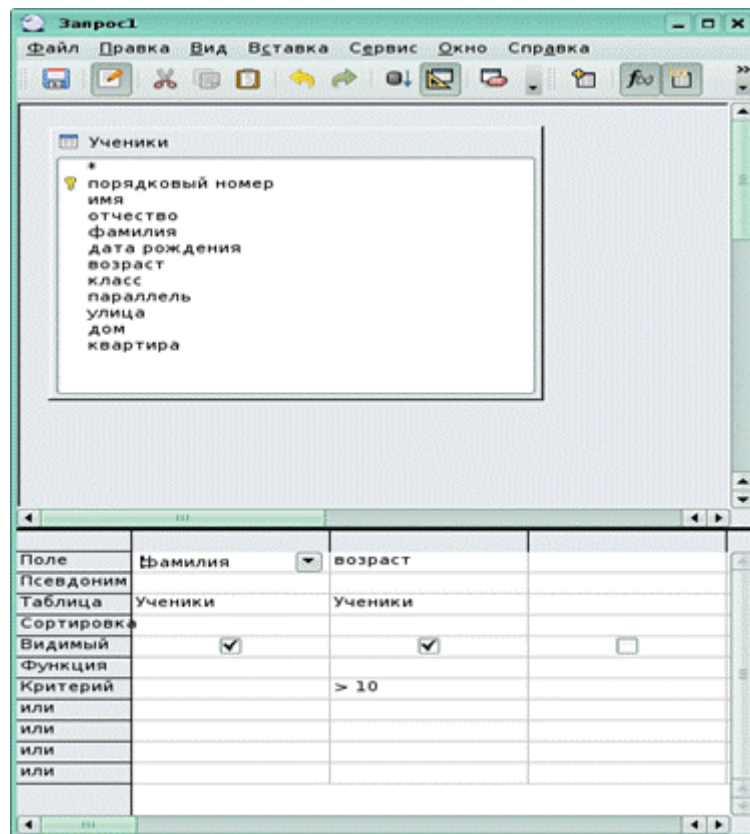 Запрос1
Файл Правка Вид Вставка Сервис Окно Справка
Ученики
*
порядковый номер
имя
отчество
фамилия
дата рождения
возраст
класс
параллель
улица
дом
квартира
Поле фамилия возраст
Псевдоним
Таблица Ученики Ученики
Сортировка
Видимый
Функция
Критерий > 10
или
или
или
или